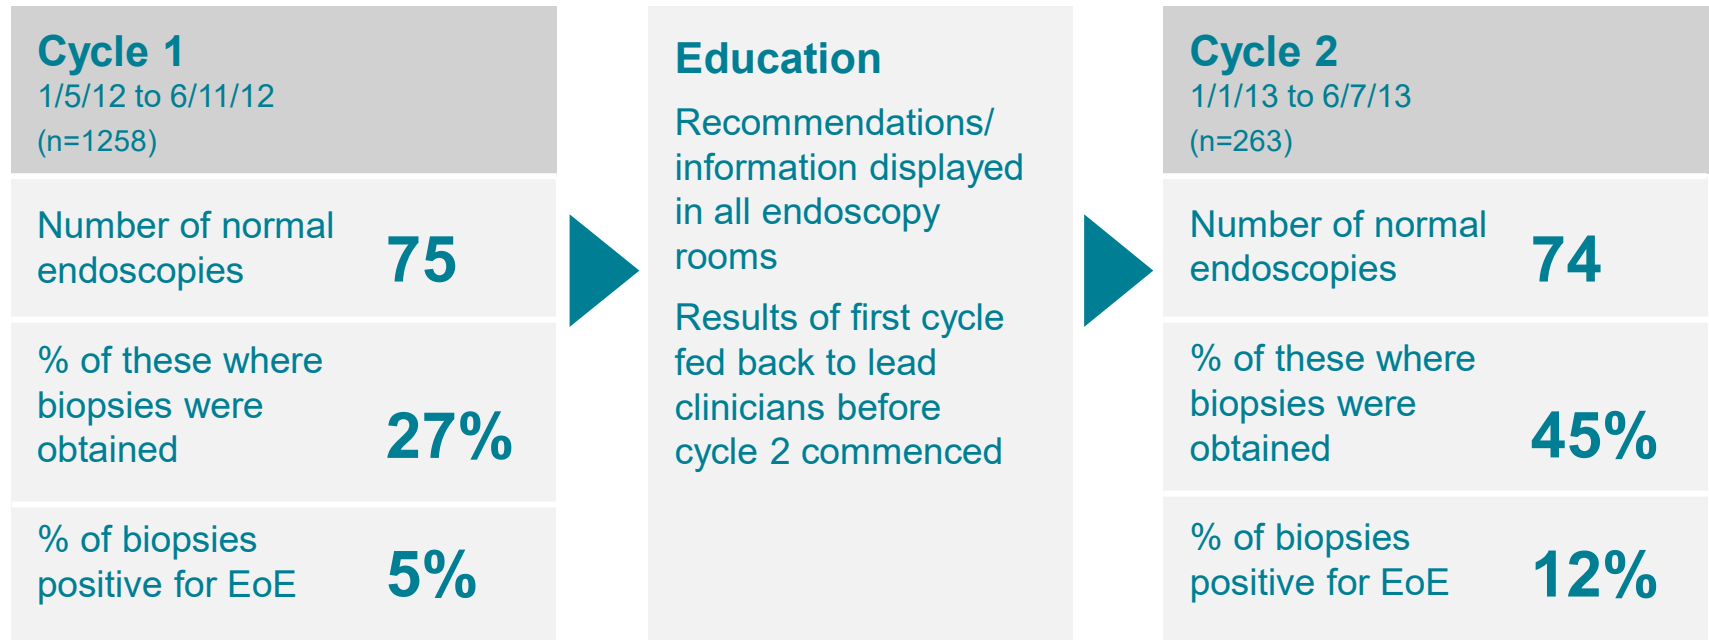 Cycle 1
1/5/12 to 6/11/12
(n=1258)
Number of normal
endoscopies
75
% of these where
biopsies were
obtained
27%
% of biopsies
positive for EoE
5%
Education
Recommendations/
information displayed
in all endoscopy
rooms
Results of first cycle
fed back to lead
clinicians before
cycle 2 commenced
Cycle 2
1/1/13 to 6/7/13
(n=263)
Number of normal
endoscopies
74
% of these where
biopsies were
obtained
45%
% of biopsies
positive for EoE
12%